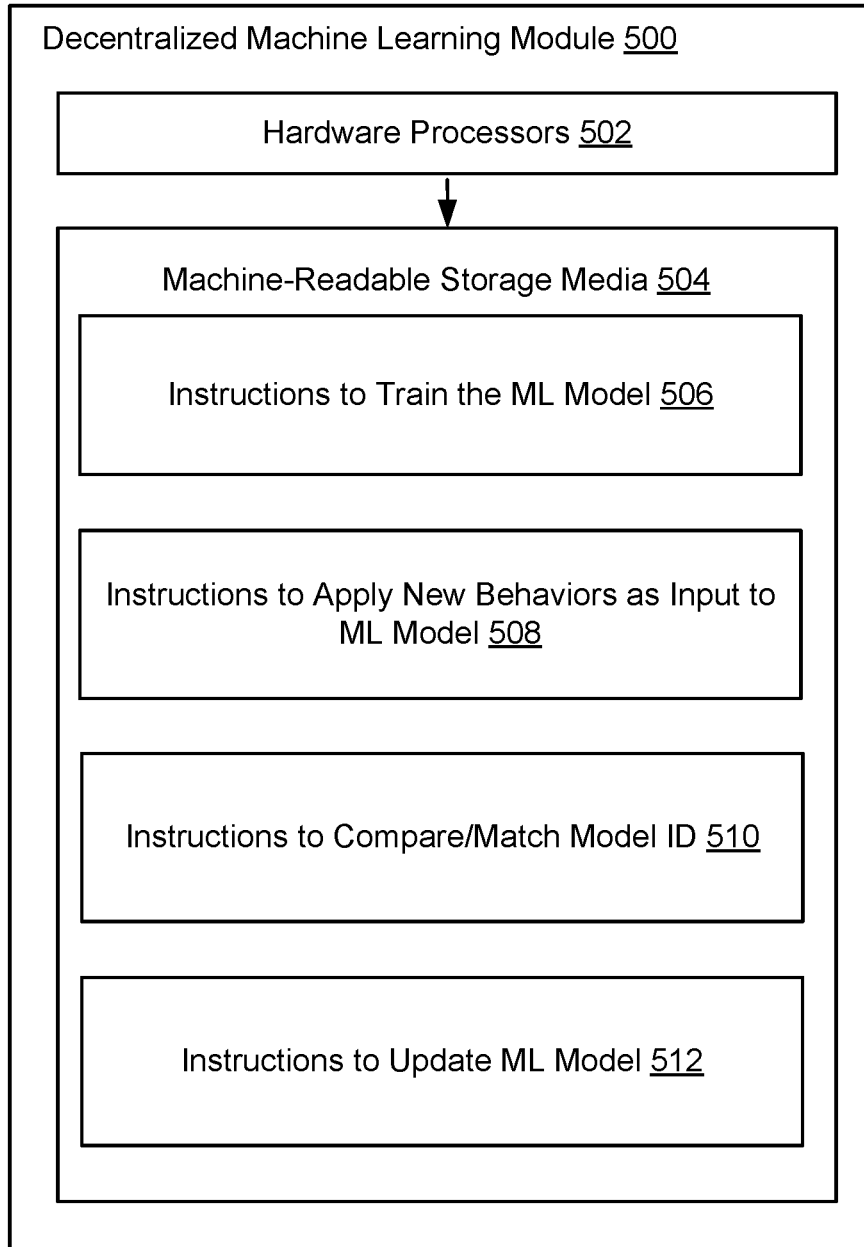 Decentralized Machine Learning Module 500
Hardware Processors 502
Machine-Readable Storage Media 504
Instructions to Train the ML Model 506
Instructions to Apply New Behaviors as Input to
ML Model 508
Instructions to Compare/Match Model ID 510
Instructions to Update ML Model 512